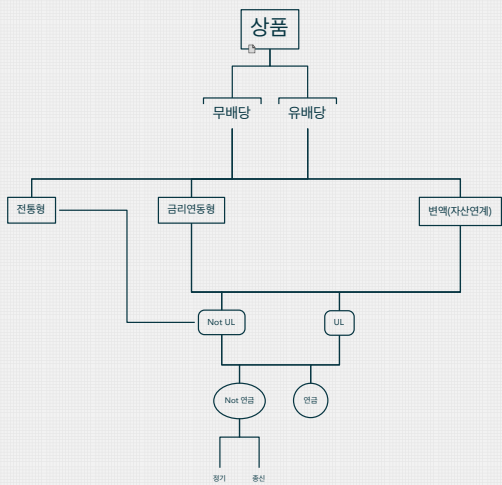 상품
무배당
유배당
전통형
금리연동형
변액(자산연계)
Not UL
UL
Not 연금
연금
정기
종신